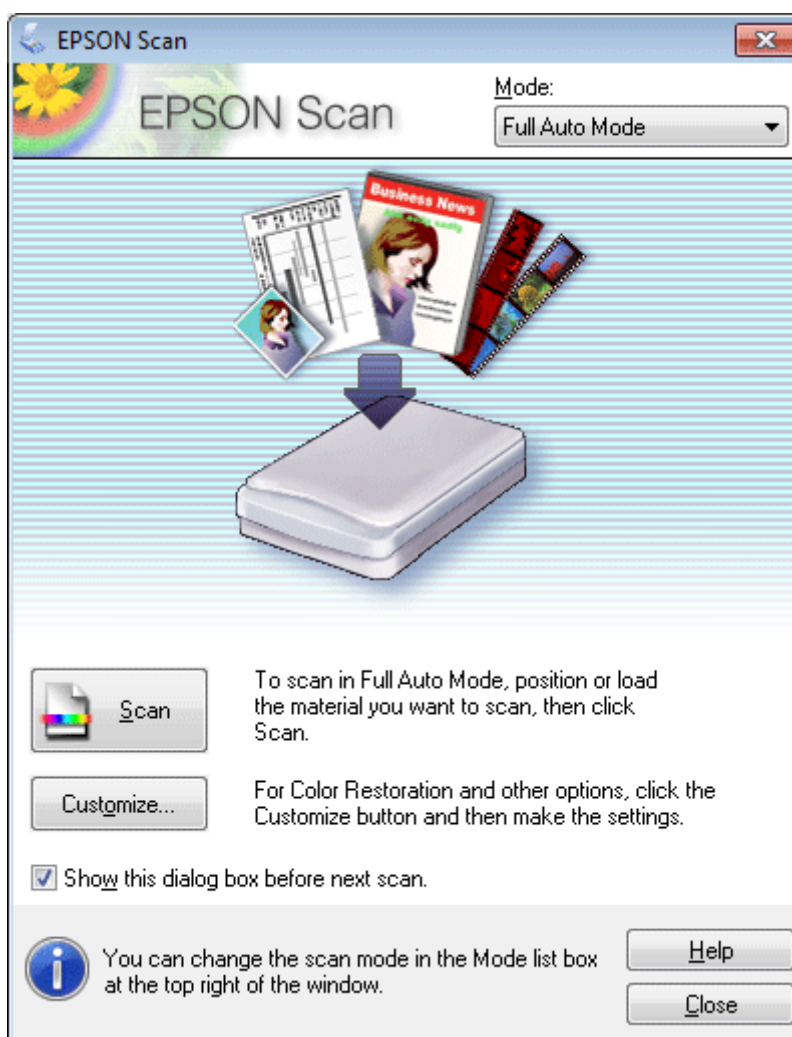 EPSON Scan
EPSON Scan
Mode:
Full Auto Mode
Business News
Scan
To scan in Full Auto Mode, position or load
the material you want to scan, then click
Scan.
Customize...
For Color Restoration and other options, click the
Customize button and then make the settings.
Show this dialog box before next scan.
You can change the scan mode in the Mode list box
at the top right of the window.
Help
Close